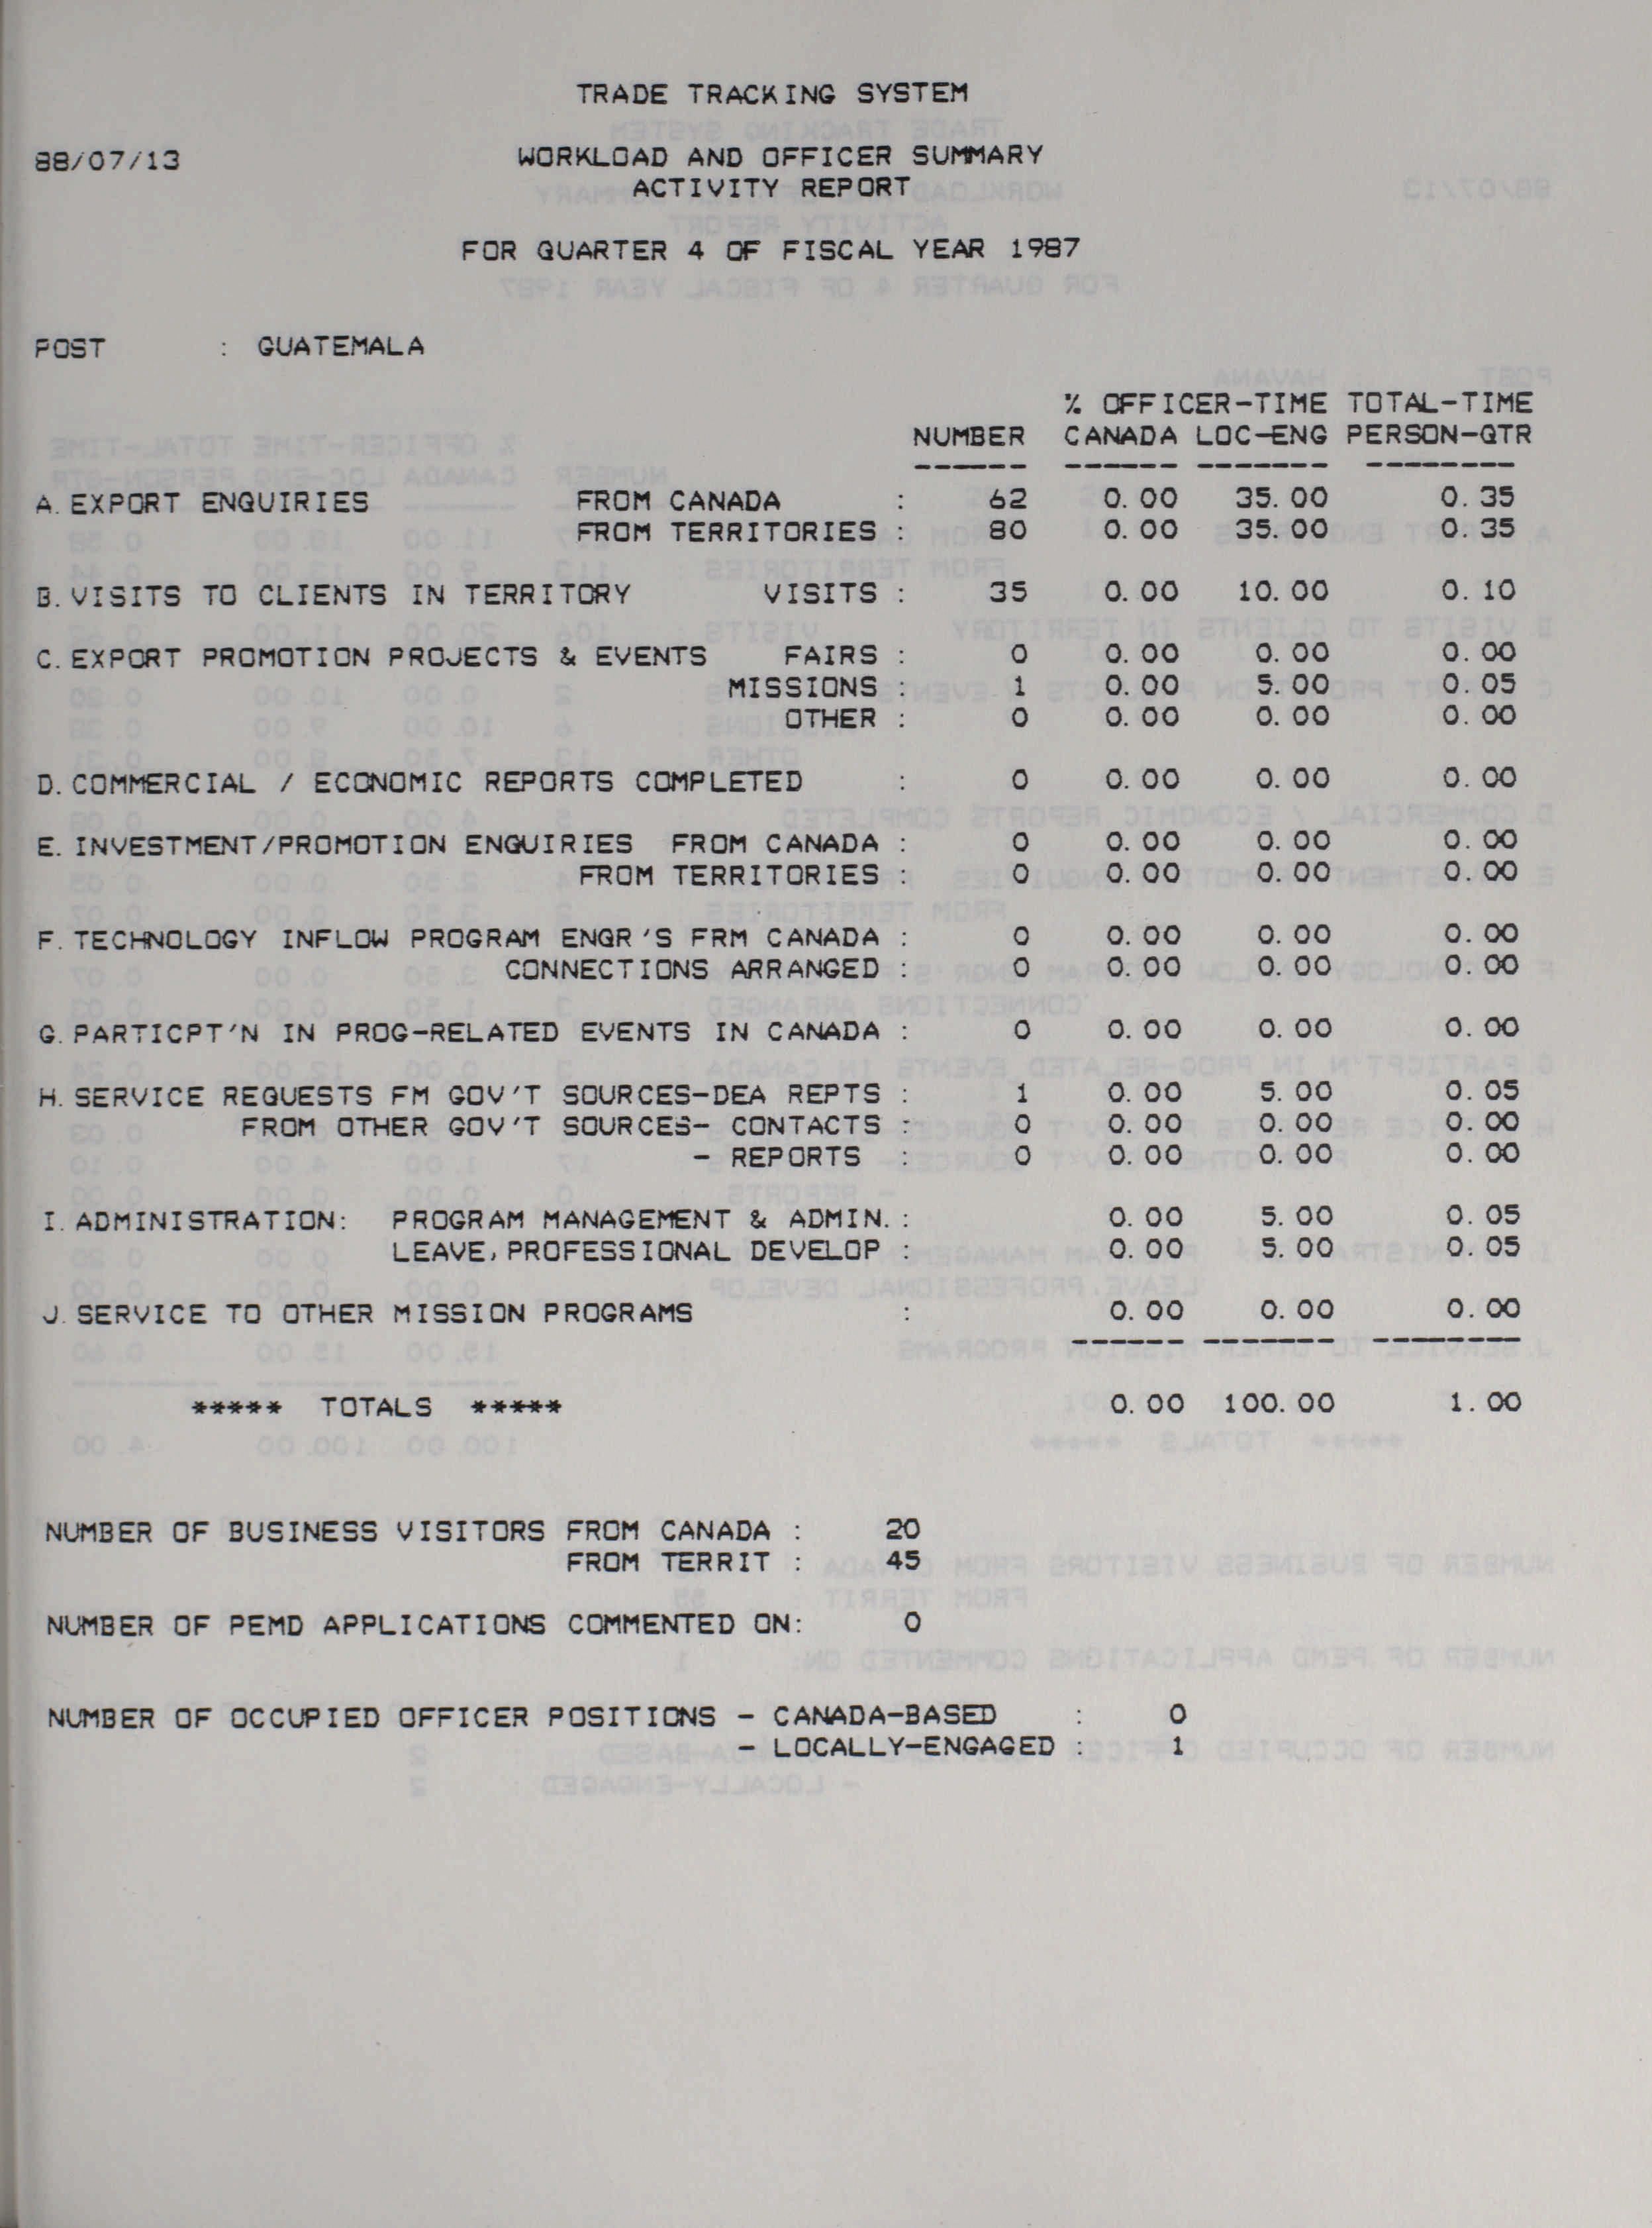 TRADE TRACKING SYSTEM
88/07/13 WORKLOAD AND OFFICER SUMMARY
ACTIVITY REPORT
FOR QUARTER 4 OF FISCAL YEAR 1987
POST : GUATEMALA
% OFFICER-TIME TOTAL-TIME
NUMBER CANADA LOC-ENG PERSON-QTR
------ ------ ------- --------
A. EXPORT ENQUIRIES FROM CANADA : 62 0.00 35.00 0.35
FROM TERRITORIES : 80 0.00 35.00 0.35
B. VISITS TO CLIENTS IN TERRITORY VISITS : 35 0.00 10.00 0.10
C. EXPORT PROMOTION PROJECTS & EVENTS FAIRS : 0 0.00 0.00 0.00
MISSIONS : 1 0.00 5.00 0.05
OTHER : 0 0.00 0.00 0.00
D. COMMERCIAL / ECONOMIC REPORTS COMPLETED : 0 0.00 0.00 0.00
E. INVESTMENT/PROMOTION ENQUIRIES FROM CANADA : 0 0.00 0.00 0.00
FROM TERRITORIES : 0 0.00 0.00 0.00
F. TECHNOLOGY INFLOW PROGRAM ENQR'S FRM CANADA : 0 0.00 0.00 0.00
CONNECTIONS ARRANGED : 0 0.00 0.00 0.00
G. PARTICPT'N IN PROG-RELATED EVENTS IN CANADA : 0 0.00 0.00 0.00
H. SERVICE REQUESTS FM GOV'T SOURCES-DEA REPTS : 1 0.00 5.00 0.05
FROM OTHER GOV'T SOURCES- CONTACTS : 0 0.00 0.00 0.00
- REPORTS : 0 0.00 0.00 0.00
I. ADMINISTRATION: PROGRAM MANAGEMENT & ADMIN. : 0.00 5.00 0.05
LEAVE, PROFESSIONAL DEVELOP : 0.00 5.00 0.05
J. SERVICE TO OTHER MISSION PROGRAMS : 0.00 0.00 0.00
------ ------- --------
***** TOTALS ***** 0.00 100.00 1.00
NUMBER OF BUSINESS VISITORS FROM CANADA : 20
FROM TERRIT : 45
NUMBER OF PEMD APPLICATIONS COMMENTED ON: 0
NUMBER OF OCCUPIED OFFICER POSITIONS - CANADA-BASED : 0
- LOCALLY-ENGAGED : 1